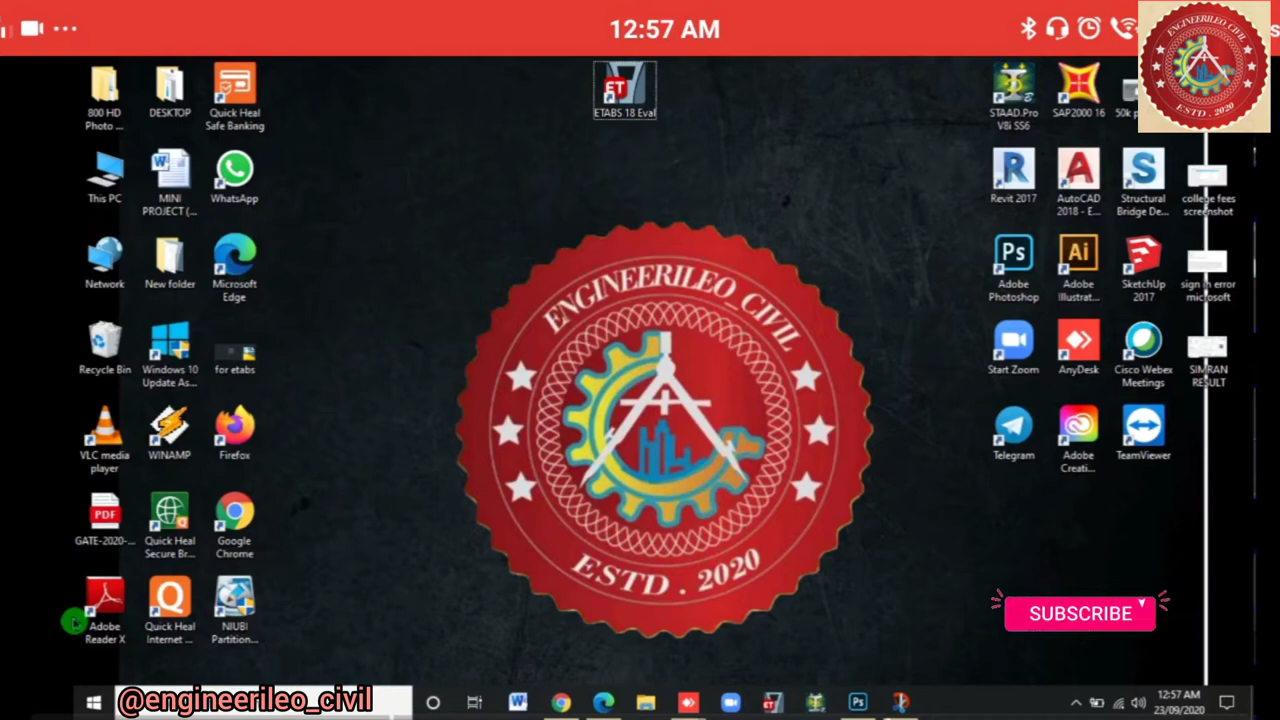 12:57 AM
ENGINEERILEO_CIVIL
ESTD . 2020
800 HD
Photo ...
DESKTOP
Quick Heal
Safe Banking
ETABS 18 Eval
STAAD.Pro
V8i SS6
SAP2000 16
50k p
This PC
MINI
PROJECT (...
WhatsApp
Revit 2017
AutoCAD
2018 - E...
Structural
Bridge De...
college fees
screenshot
Network
New folder
Microsoft
Edge
Adobe
Photoshop
Adobe
Illustrat...
SketchUp
2017
sign in error
microsoft
Recycle Bin
Windows 10
Update As...
for etabs
Start Zoom
AnyDesk
Cisco Webex
Meetings
SIMRAN
RESULT
VLC media
player
WINAMP
Firefox
Telegram
Adobe
Creati...
TeamViewer
GATE-2020-...
Quick Heal
Secure Br...
Google
Chrome
Adobe
Reader X
Quick Heal
Internet ...
NIUBI
Partition...
ENGINEERILEO_CIVIL
ESTD . 2020
SUBSCRIBE
@engineerileo_civil
12:57 AM
23/09/2020